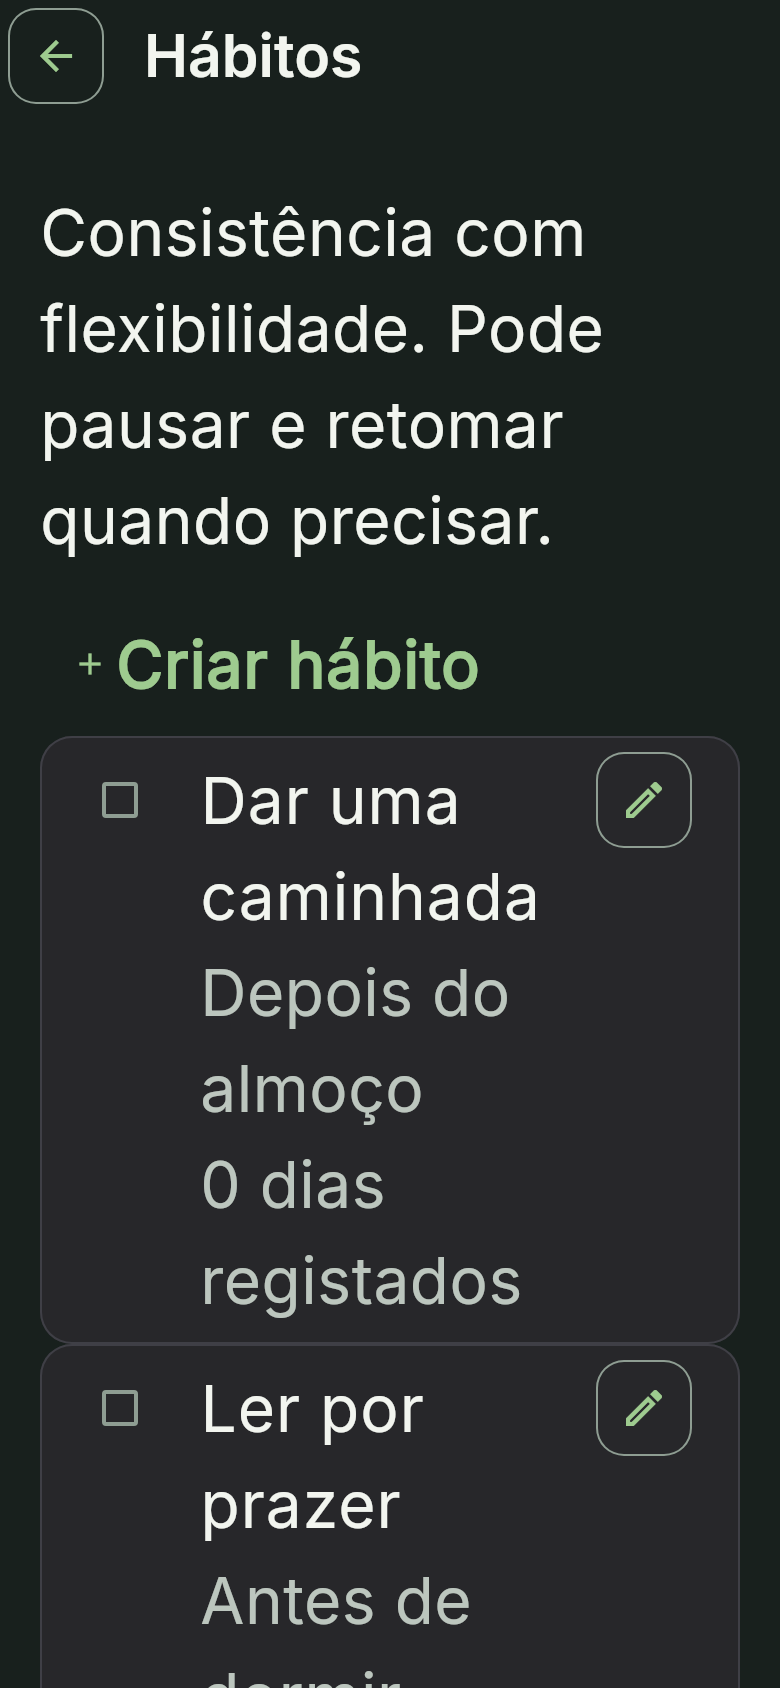 Hábitos
Consistência com
flexibilidade. Pode
pausar e retomar
quando precisar.
+ Criar hábito
Dar uma
caminhada
Depois do
almoço
0 dias
registados
Ler por
prazer
Antes de
dormir